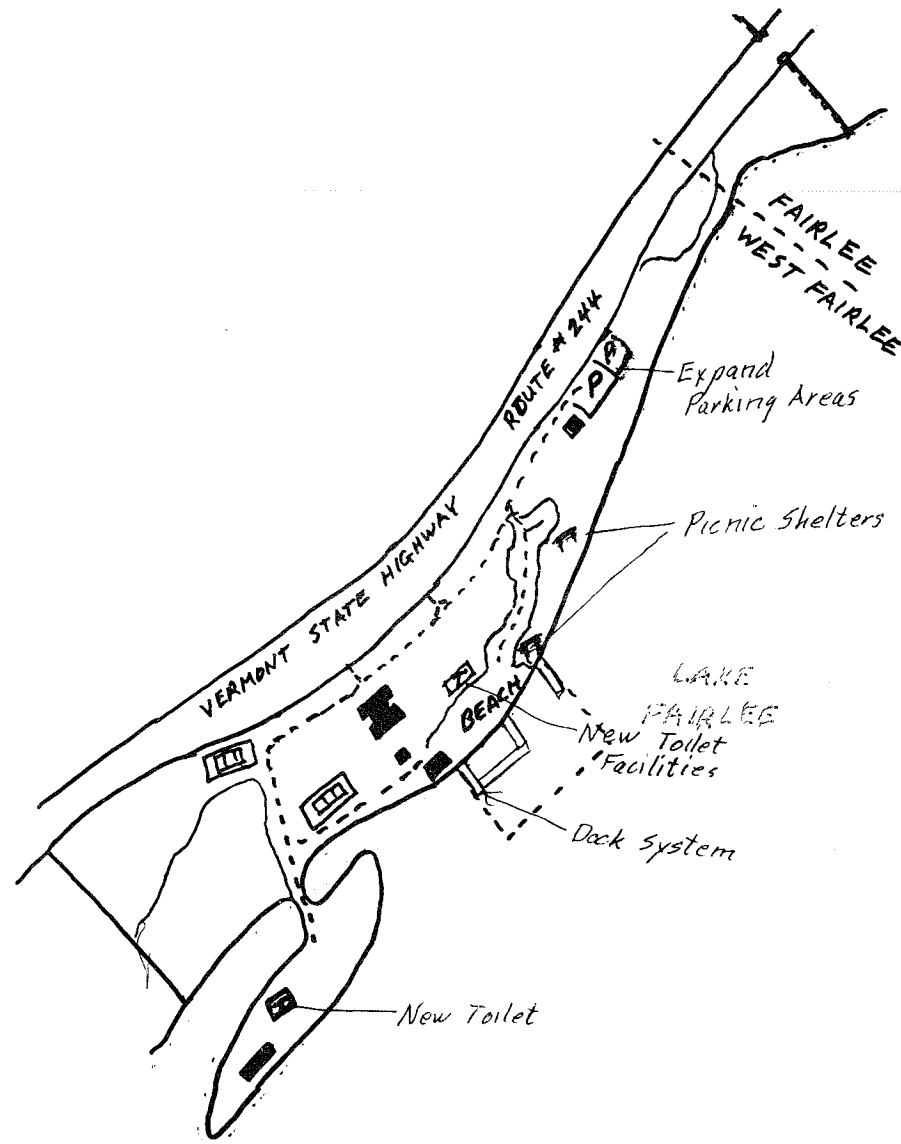 FAIRLEE
WEST FAIRLEE
ROUTE # 244
P
Expand
Parking Areas
Picnic Shelters
VERMONT STATE HIGHWAY
LAKE
FAIRLEE
BEACH
New Toilet
Facilities
Dock System
New Toilet